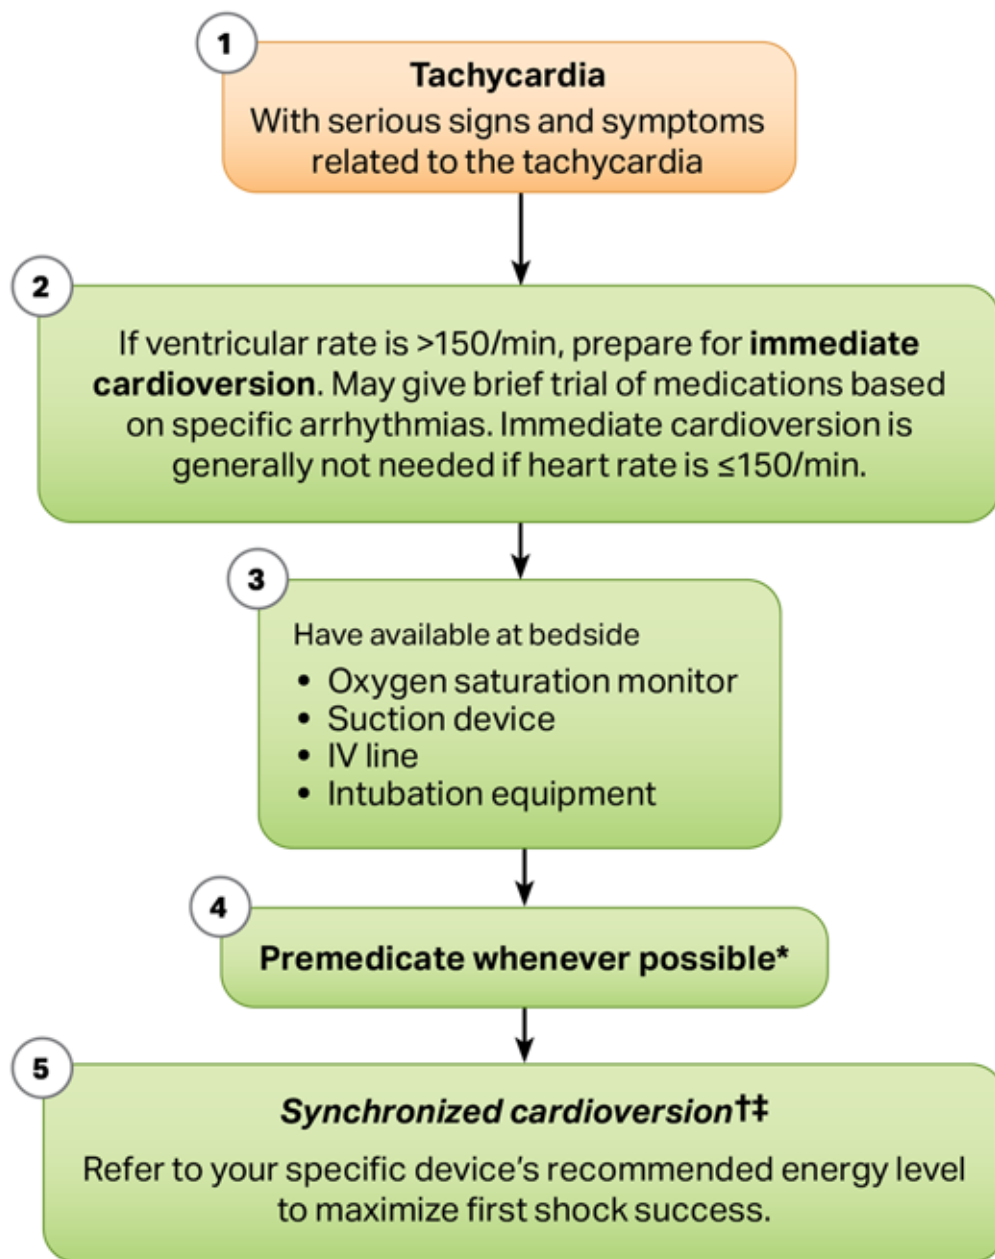 1
Tachycardia
With serious signs and symptoms
related to the tachycardia
2
If ventricular rate is >150/min, prepare for immediate
cardioversion. May give brief trial of medications based
on specific arrhythmias. Immediate cardioversion is
generally not needed if heart rate is ≤150/min.
3
Have available at bedside
• Oxygen saturation monitor
• Suction device
• IV line
• Intubation equipment
4
Premedicate whenever possible*
5
Synchronized cardioversion†‡
Refer to your specific device’s recommended energy level
to maximize first shock success.